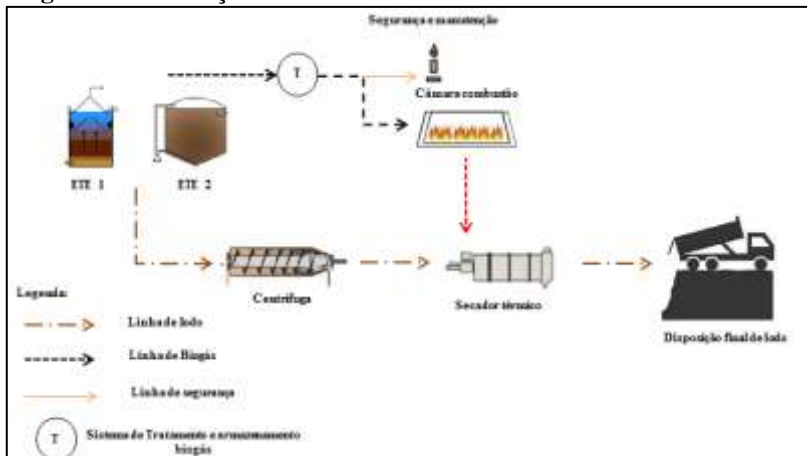 Segurança e manutenção
T
Câmara combustão
ETE 1
ETE 2
Centrífuga
Secador térmico
Disposição final de lodo
Legenda:
Linha de lodo
Linha de Biogás
Linha de segurança
T
Sistema de Tratamento e armazenamento
biogás